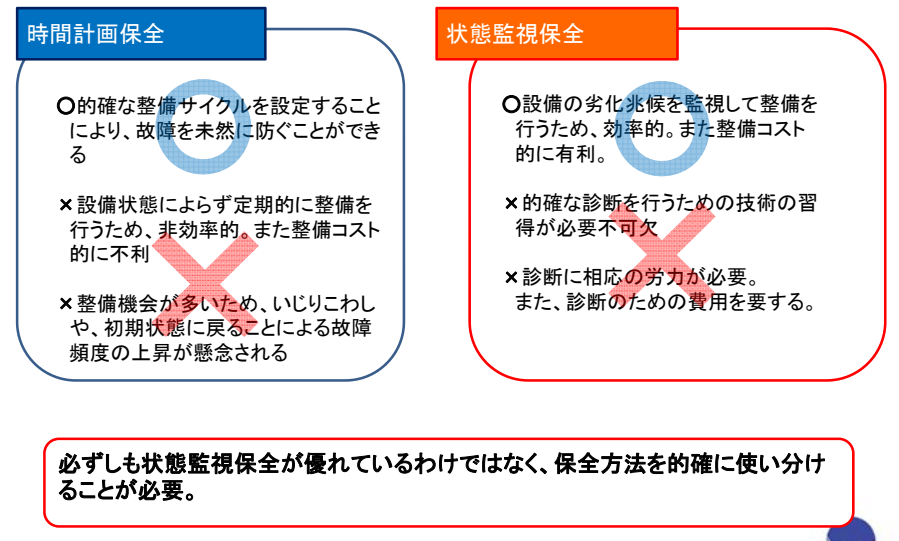 時間計画保全
〇的確な整備サイクルを設定すること
により、故障を未然に防ぐことができ
る
×設備状態によらず定期的に整備を
行うため、非効率的。また整備コスト
的に不利
×整備機会が多いため、いじりこわし
や、初期状態に戻ることによる故障
頻度の上昇が懸念される
状態監視保全
〇設備の劣化兆候を監視して整備を
行うため、効率的。また整備コスト
的に有利。
×的確な診断を行うための技術の習
得が必要不可欠
×診断に相応の労力が必要。
また、診断のための費用を要する。
必ずしも状態監視保全が優れているわけではなく、保全方法を的確に使い分け
ることが必要。